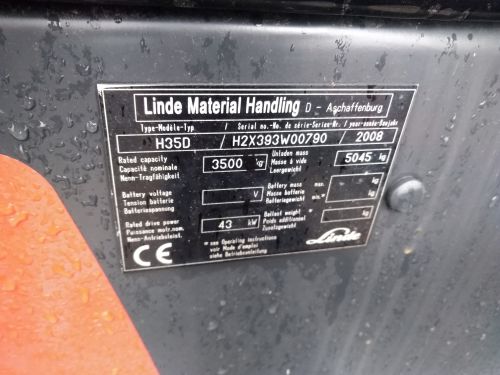 Linde Material Handling D - Aschaffenburg
Type-Modèle-Typ / Serial no.-No. de série-Serien-Nr. / year-année-Baujahr
H35D / H2X393W00790 / 2008
Rated capacity
Capacité nominale
Nenn-Tragfähigkeit
3500 kg
Unladen mass
Masse à vide
Leergewicht
5045 kg
Battery voltage
Tension batterie
Batteriespannung
V
Battery mass max.
Masse batterie
Batteriegewicht min.
kg
kg
Rated drive power
Puissance motr.nom.
Nenn-Antriebsleist.
43 kW
Ballast weight *
Poids additionnel
Zusatzgewicht
kg
* see Operating instructions
voir Mode d'emploi
siehe Betriebsanleitung
CE
Linde